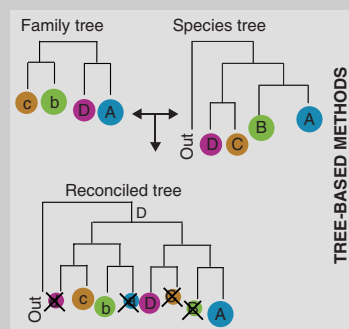 Family tree
Species tree
c b D A
Out D C B A
TREE-BASED METHODS
Reconciled tree
D
Out c b D A